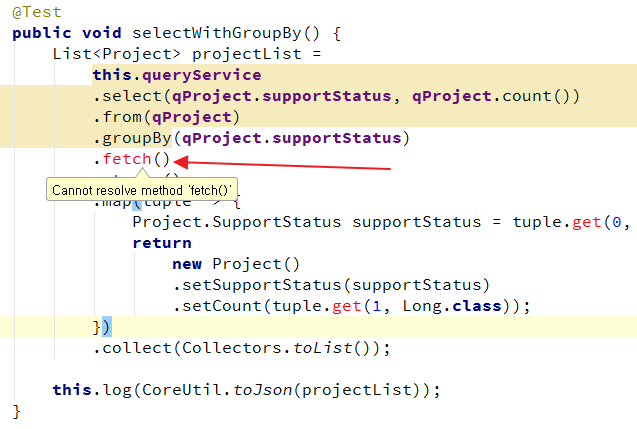 @Test
public void selectWithGroupBy() {
List<Project> projectList =
this.queryService
.select(qProject.supportStatus, qProject.count())
.from(qProject)
.groupBy(qProject.supportStatus)
.fetch()
Cannot resolve method 'fetch()'
.map(tuple -> {
Project.SupportStatus supportStatus = tuple.get(0,
return
new Project()
.setSupportStatus(supportStatus)
.setCount(tuple.get(1, Long.class));
})
.collect(Collectors.toList());
this.log(CoreUtil.toJson(projectList));
}